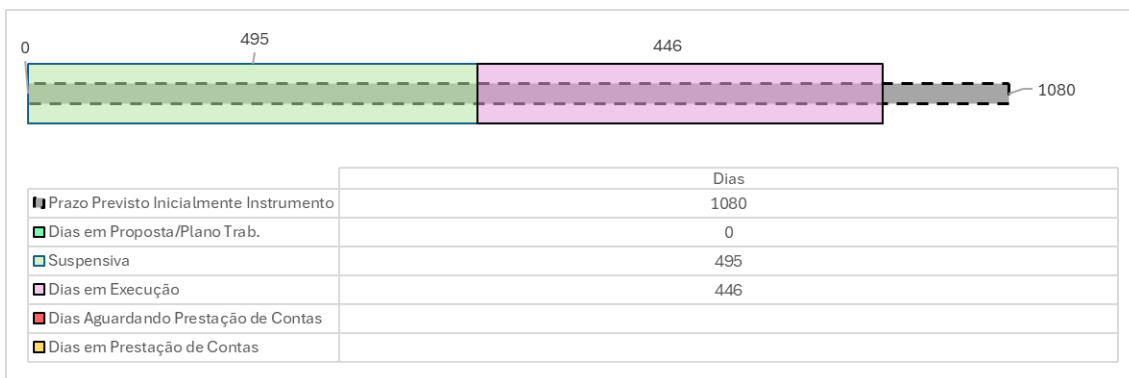 0
495
446
1080
Dias
Prazo Previsto Inicialmente Instrumento 1080
Dias em Proposta/Plano Trab. 0
Suspensiva 495
Dias em Execução 446
Dias Aguardando Prestação de Contas
Dias em Prestação de Contas